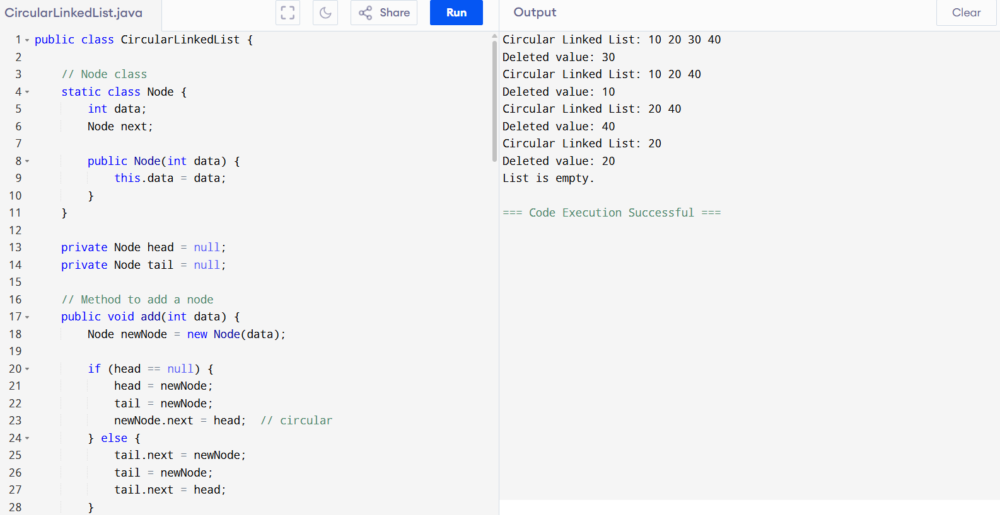 CircularLinkedList.java
Share
Run
1 public class CircularLinkedList {
2
3     // Node class
4     static class Node {
5         int data;
6         Node next;
7
8         public Node(int data) {
9             this.data = data;
10         }
11     }
12
13     private Node head = null;
14     private Node tail = null;
15
16     // Method to add a node
17     public void add(int data) {
18         Node newNode = new Node(data);
19
20         if (head == null) {
21             head = newNode;
22             tail = newNode;
23             newNode.next = head;  // circular
24         } else {
25             tail.next = newNode;
26             tail = newNode;
27             tail.next = head;
28         }
Output
Clear
Circular Linked List: 10 20 30 40
Deleted value: 30
Circular Linked List: 10 20 40
Deleted value: 10
Circular Linked List: 20 40
Deleted value: 40
Circular Linked List: 20
Deleted value: 20
List is empty.
=== Code Execution Successful ===